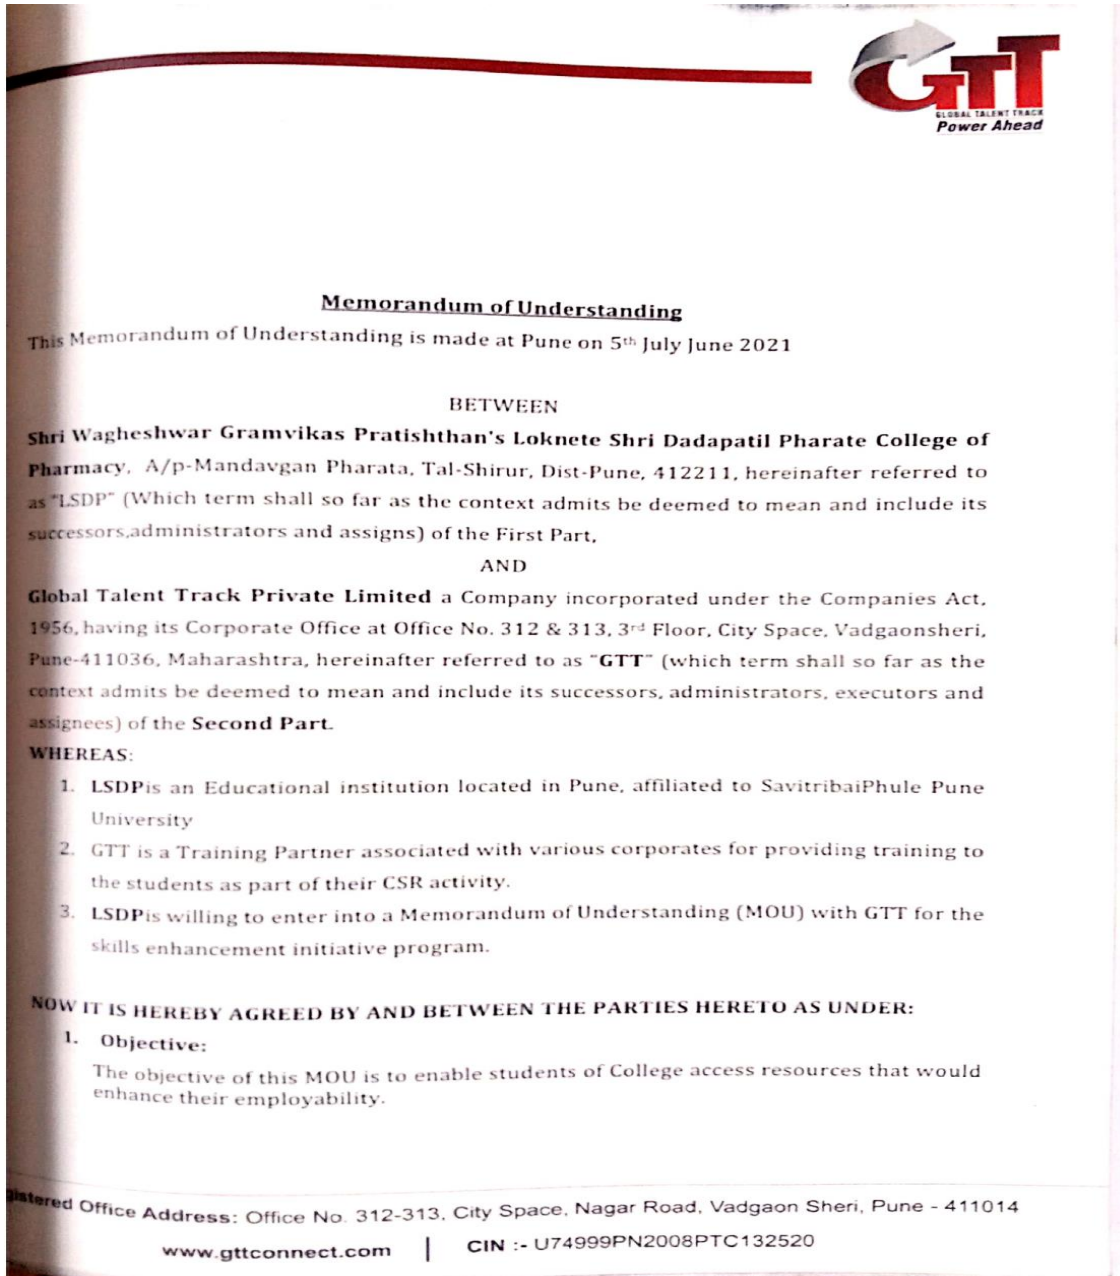 GTT
GLOBAL TALENT TRACK
Power Ahead
Memorandum of Understanding
This Memorandum of Understanding is made at Pune on 5th July June 2021
BETWEEN
Shri Wagheshwar Gramvikas Pratishthan's Loknete Shri Dadapatil Pharate College of
Pharmacy, A/p-Mandavgan Pharata, Tal-Shirur, Dist-Pune, 412211, hereinafter referred to
as "LSDP" (Which term shall so far as the context admits be deemed to mean and include its
successors,administrators and assigns) of the First Part,
AND
Global Talent Track Private Limited a Company incorporated under the Companies Act,
1956, having its Corporate Office at Office No. 312 & 313, 3rd Floor, City Space, Vadgaonsheri,
Pune-411036, Maharashtra, hereinafter referred to as "GTT" (which term shall so far as the
context admits be deemed to mean and include its successors, administrators, executors and
assignees) of the Second Part.
WHEREAS:
1. LSDPis an Educational institution located in Pune, affiliated to SavitribaiPhule Pune
University
2. GTT is a Training Partner associated with various corporates for providing training to
the students as part of their CSR activity.
3. LSDPis willing to enter into a Memorandum of Understanding (MOU) with GTT for the
skills enhancement initiative program.
NOW IT IS HEREBY AGREED BY AND BETWEEN THE PARTIES HERETO AS UNDER:
1. Objective:
The objective of this MOU is to enable students of College access resources that would
enhance their employability.
gistered Office Address: Office No. 312-313, City Space, Nagar Road, Vadgaon Sheri, Pune - 411014
www.gttconnect.com | CIN :- U74999PN2008PTC132520